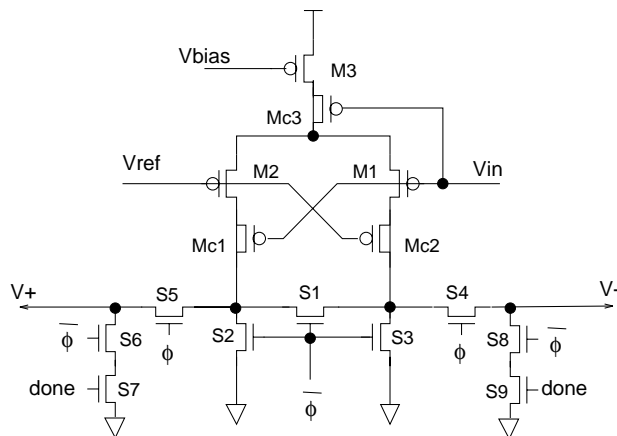 Vbias
M3
Mc3
Vref
M2
M1
Vin
Mc1
Mc2
V+
S5
S1
S4
V-
S6
S2
S3
S8
ϕ̅
ϕ
ϕ
ϕ̅
done
S7
ϕ̅
S9
done